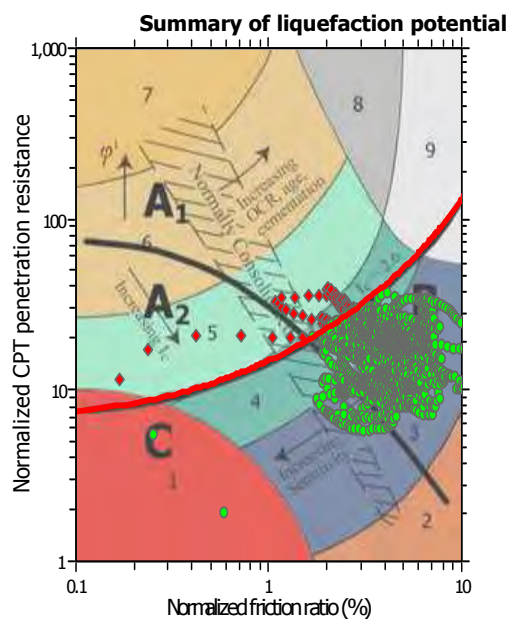 Summary of liquefaction potential
1,000
7
8
9
φ'
Increasing
OCR, age,
cementation
A1
100
Normally Consolidated
6
A2
Increasing Ic
5
10
4
C
1
3
Increasing
sensitivity
2
1
0.1
1
10
Normalized CPT penetration resistance
Normalized friction ratio (%)